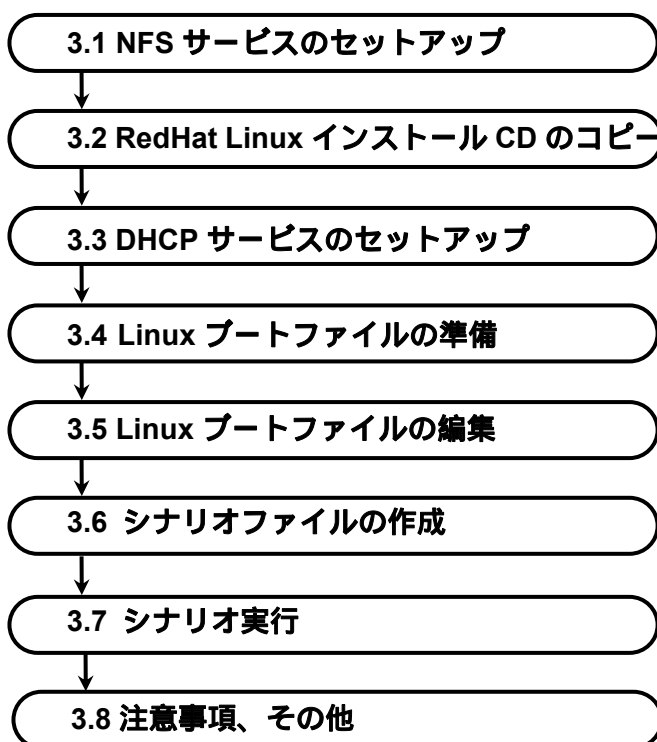 3.1 NFS サービスのセットアップ
3.2 RedHat Linux インストール CD のコピー
3.3 DHCP サービスのセットアップ
3.4 Linux ブートファイルの準備
3.5 Linux ブートファイルの編集
3.6 シナリオファイルの作成
3.7 シナリオ実行
3.8 注意事項、その他